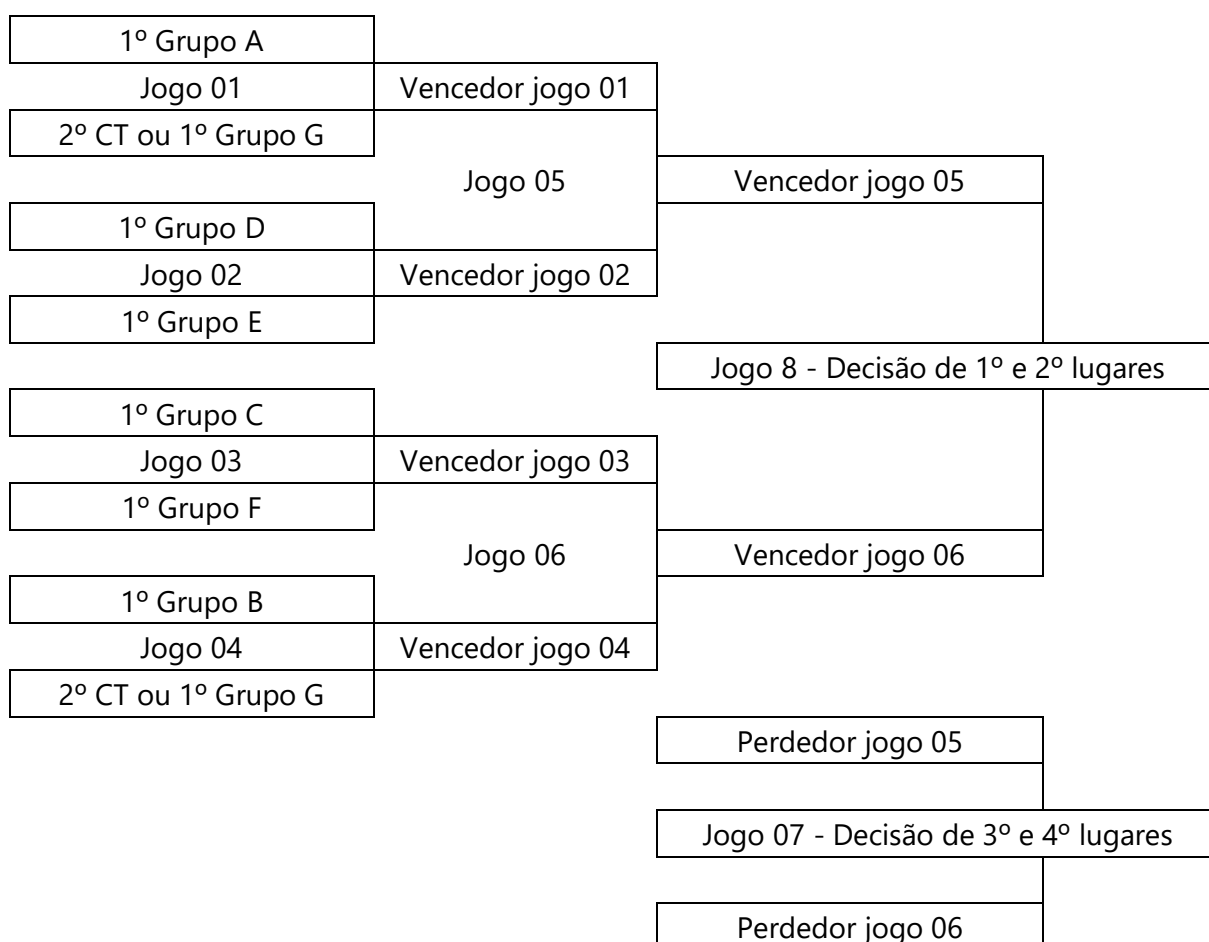 1º Grupo A
Jogo 01
Vencedor jogo 01
2º CT ou 1º Grupo G
Jogo 05
Vencedor jogo 05
1º Grupo D
Jogo 02
Vencedor jogo 02
1º Grupo E
Jogo 8 - Decisão de 1º e 2º lugares
1º Grupo C
Jogo 03
Vencedor jogo 03
1º Grupo F
Jogo 06
Vencedor jogo 06
1º Grupo B
Jogo 04
Vencedor jogo 04
2º CT ou 1º Grupo G
Perdedor jogo 05
Jogo 07 - Decisão de 3º e 4º lugares
Perdedor jogo 06